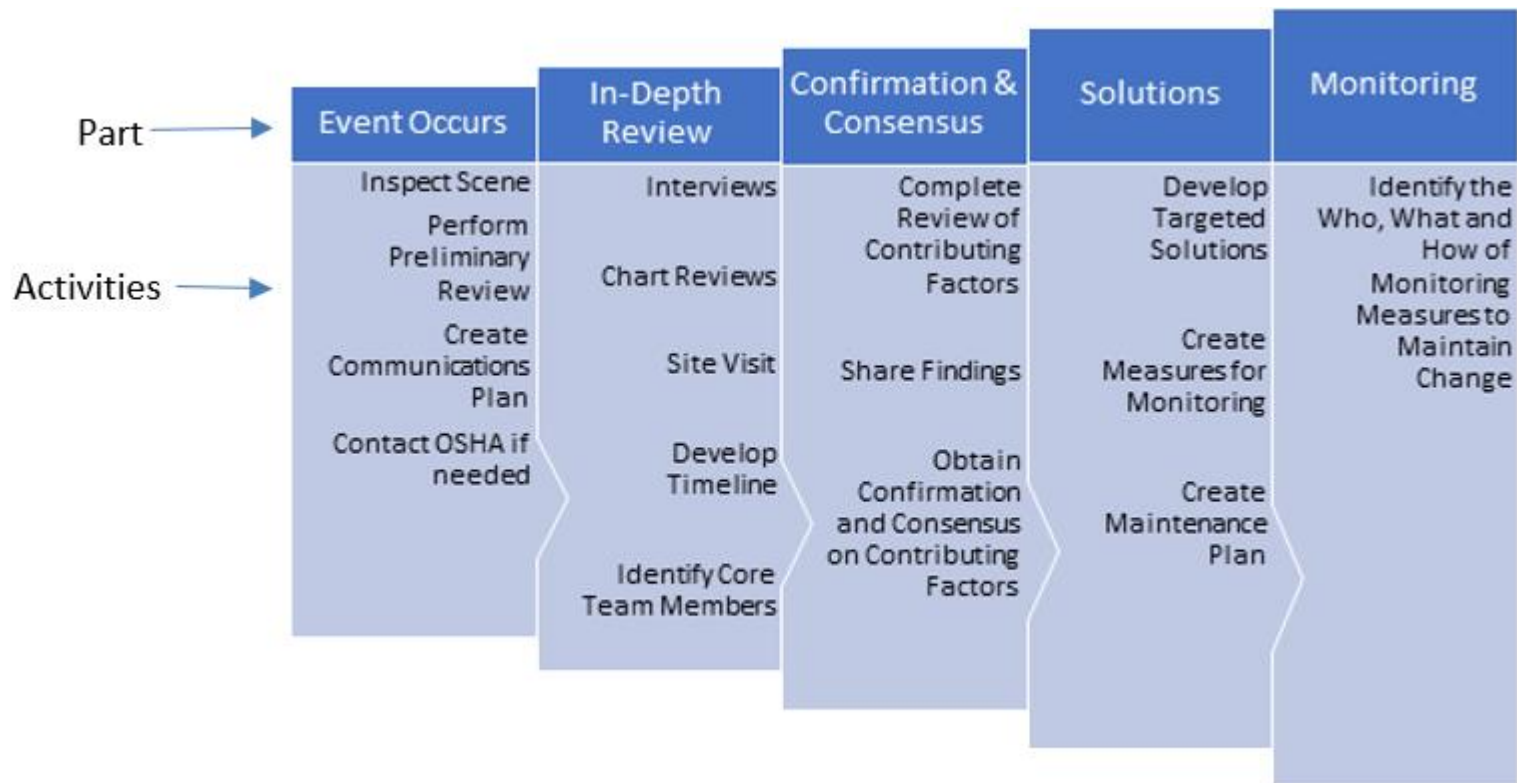 Part
Activities
Event Occurs
Inspect Scene
Perform
Preliminary
Review
Create
Communications
Plan
Contact OSHA if
needed
In-Depth
Review
Interviews
Chart Reviews
Site Visit
Develop
Timeline
Identify Core
Team Members
Confirmation &
Consensus
Complete
Review of
Contributing
Factors
Share Findings
Obtain
Confirmation
and Consensus
on Contributing
Factors
Solutions
Develop
Targeted
Solutions
Create
Measures for
Monitoring
Create
Maintenance
Plan
Monitoring
Identify the
Who, What and
How of
Monitoring
Measures to
Maintain
Change